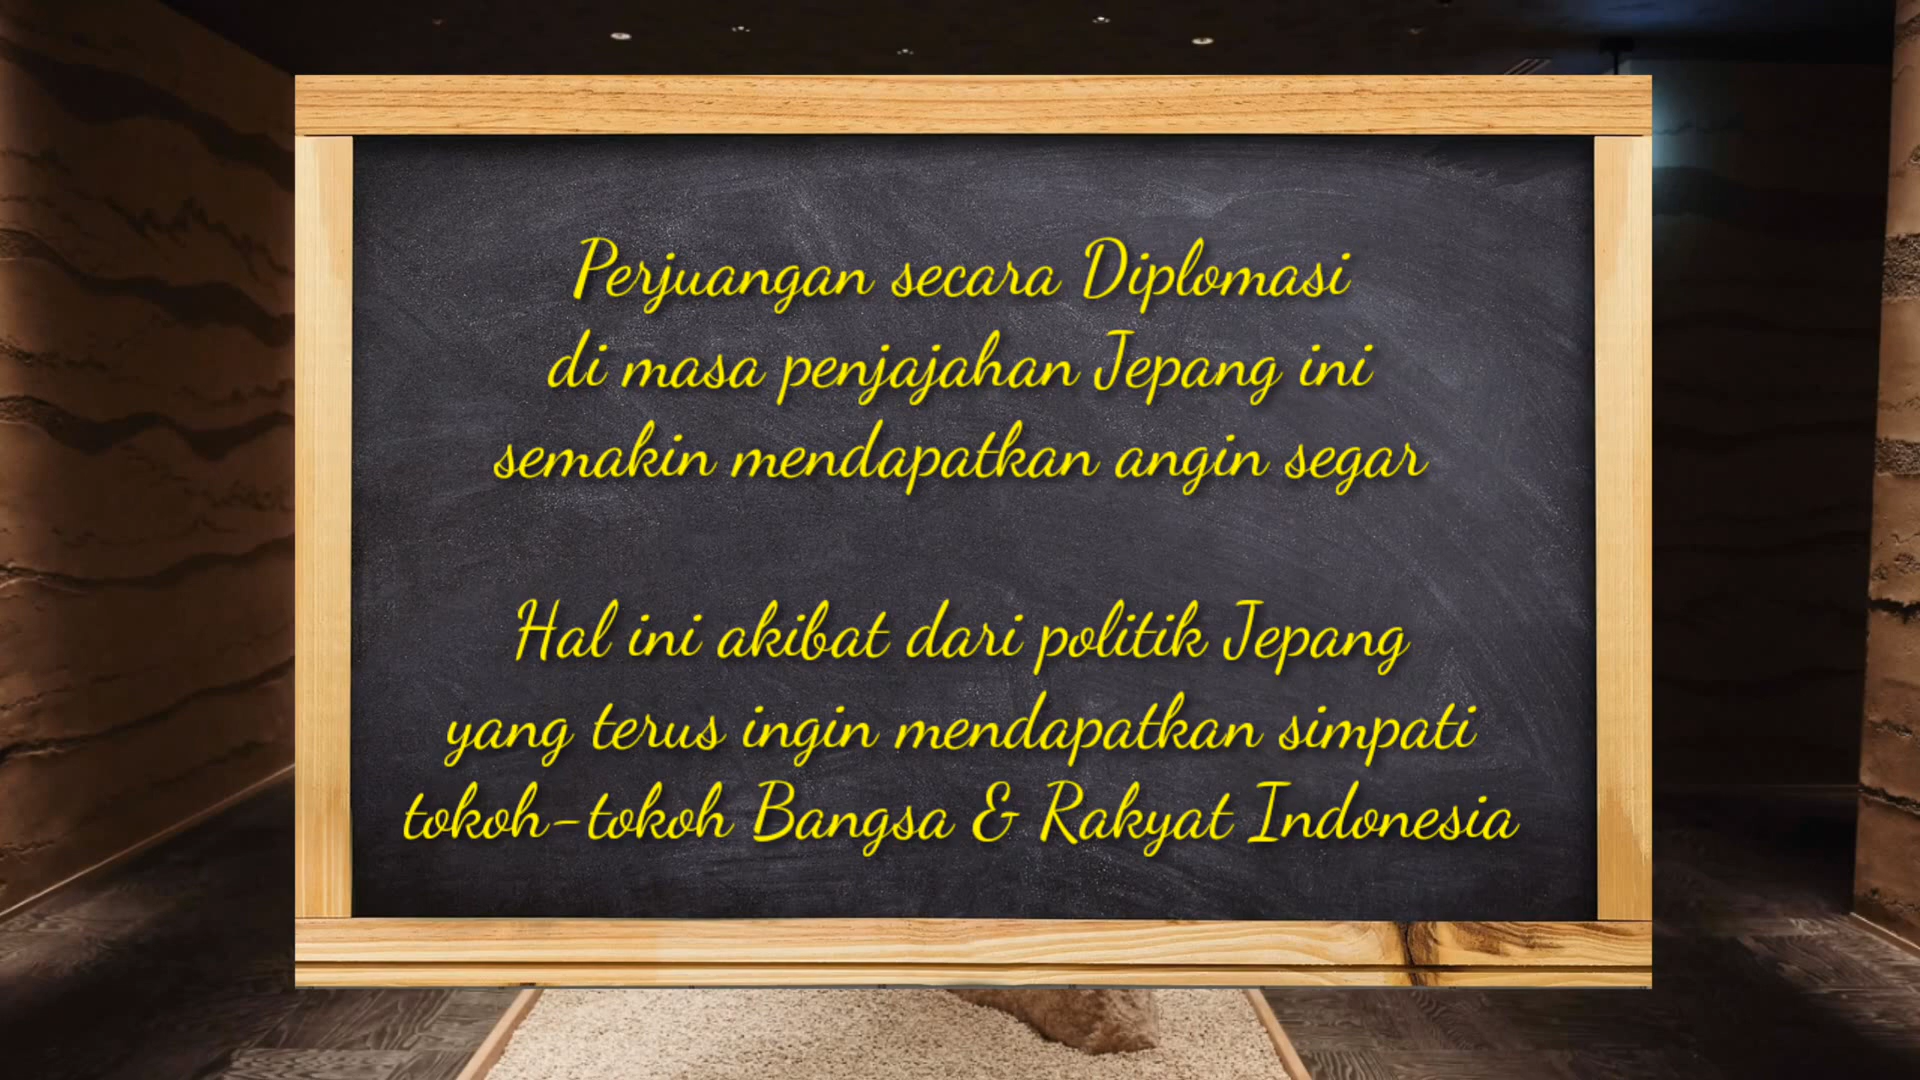 Perjuangan secara Diplomasi
di masa penjajahan Jepang ini
semakin mendapatkan angin segar
Hal ini akibat dari politik Jepang
yang terus ingin mendapatkan simpati
tokoh-tokoh Bangsa & Rakyat Indonesia